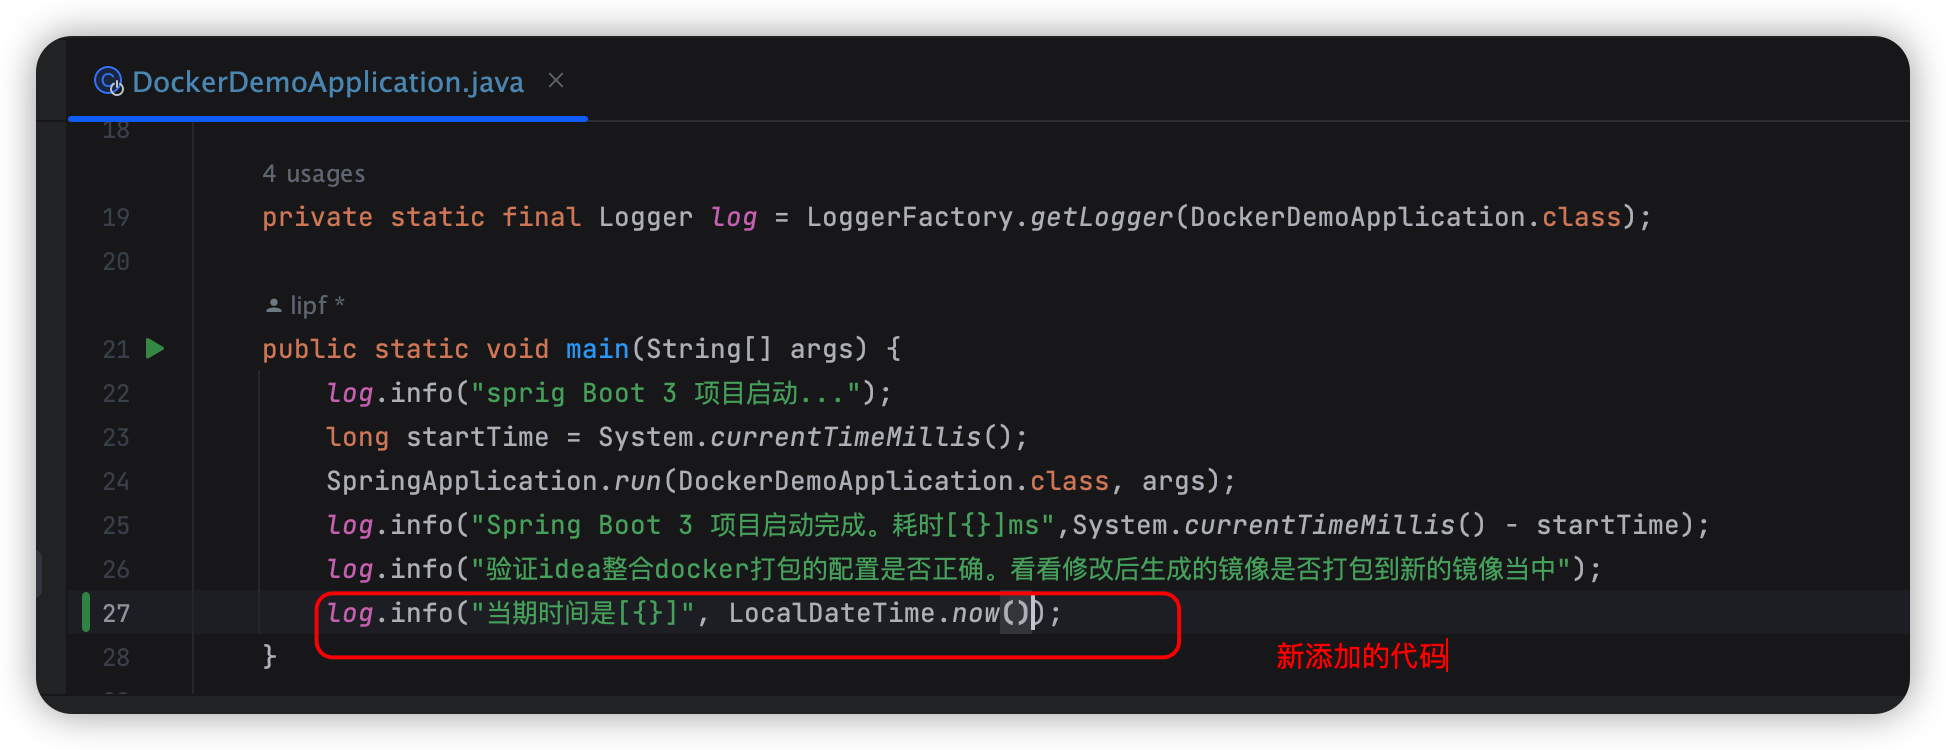 DockerDemoApplication.java
18
4 usages
19 private static final Logger log = LoggerFactory.getLogger(DockerDemoApplication.class);
20
lipf *
21 public static void main(String[] args) {
22 log.info("sprig Boot 3 项目启动...");
23 long startTime = System.currentTimeMillis();
24 SpringApplication.run(DockerDemoApplication.class, args);
25 log.info("Spring Boot 3 项目启动完成。耗时[{}]ms",System.currentTimeMillis() - startTime);
26 log.info("验证idea整合docker打包的配置是否正确。看看修改后生成的镜像是否打包到新的镜像当中");
27 log.info("当期时间是[{}]", LocalDateTime.now());
新添加的代码
28 }